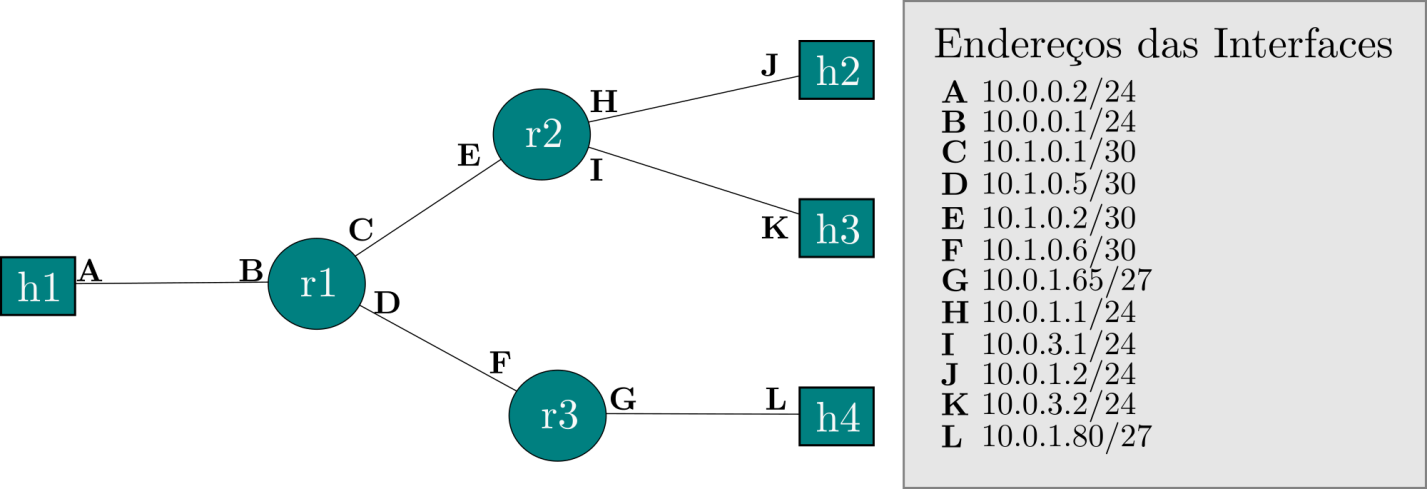 Endereços das Interfaces
A 10.0.0.2/24
B 10.0.0.1/24
C 10.1.0.1/30
D 10.1.0.5/30
E 10.1.0.2/30
F 10.1.0.6/30
G 10.0.1.65/27
H 10.0.1.1/24
I 10.0.3.1/24
J 10.0.1.2/24
K 10.0.3.2/24
L 10.0.1.80/27
J
h2
H
r2
E
I
K
h3
C
h1
A
B
r1
D
F
r3
G
L
h4